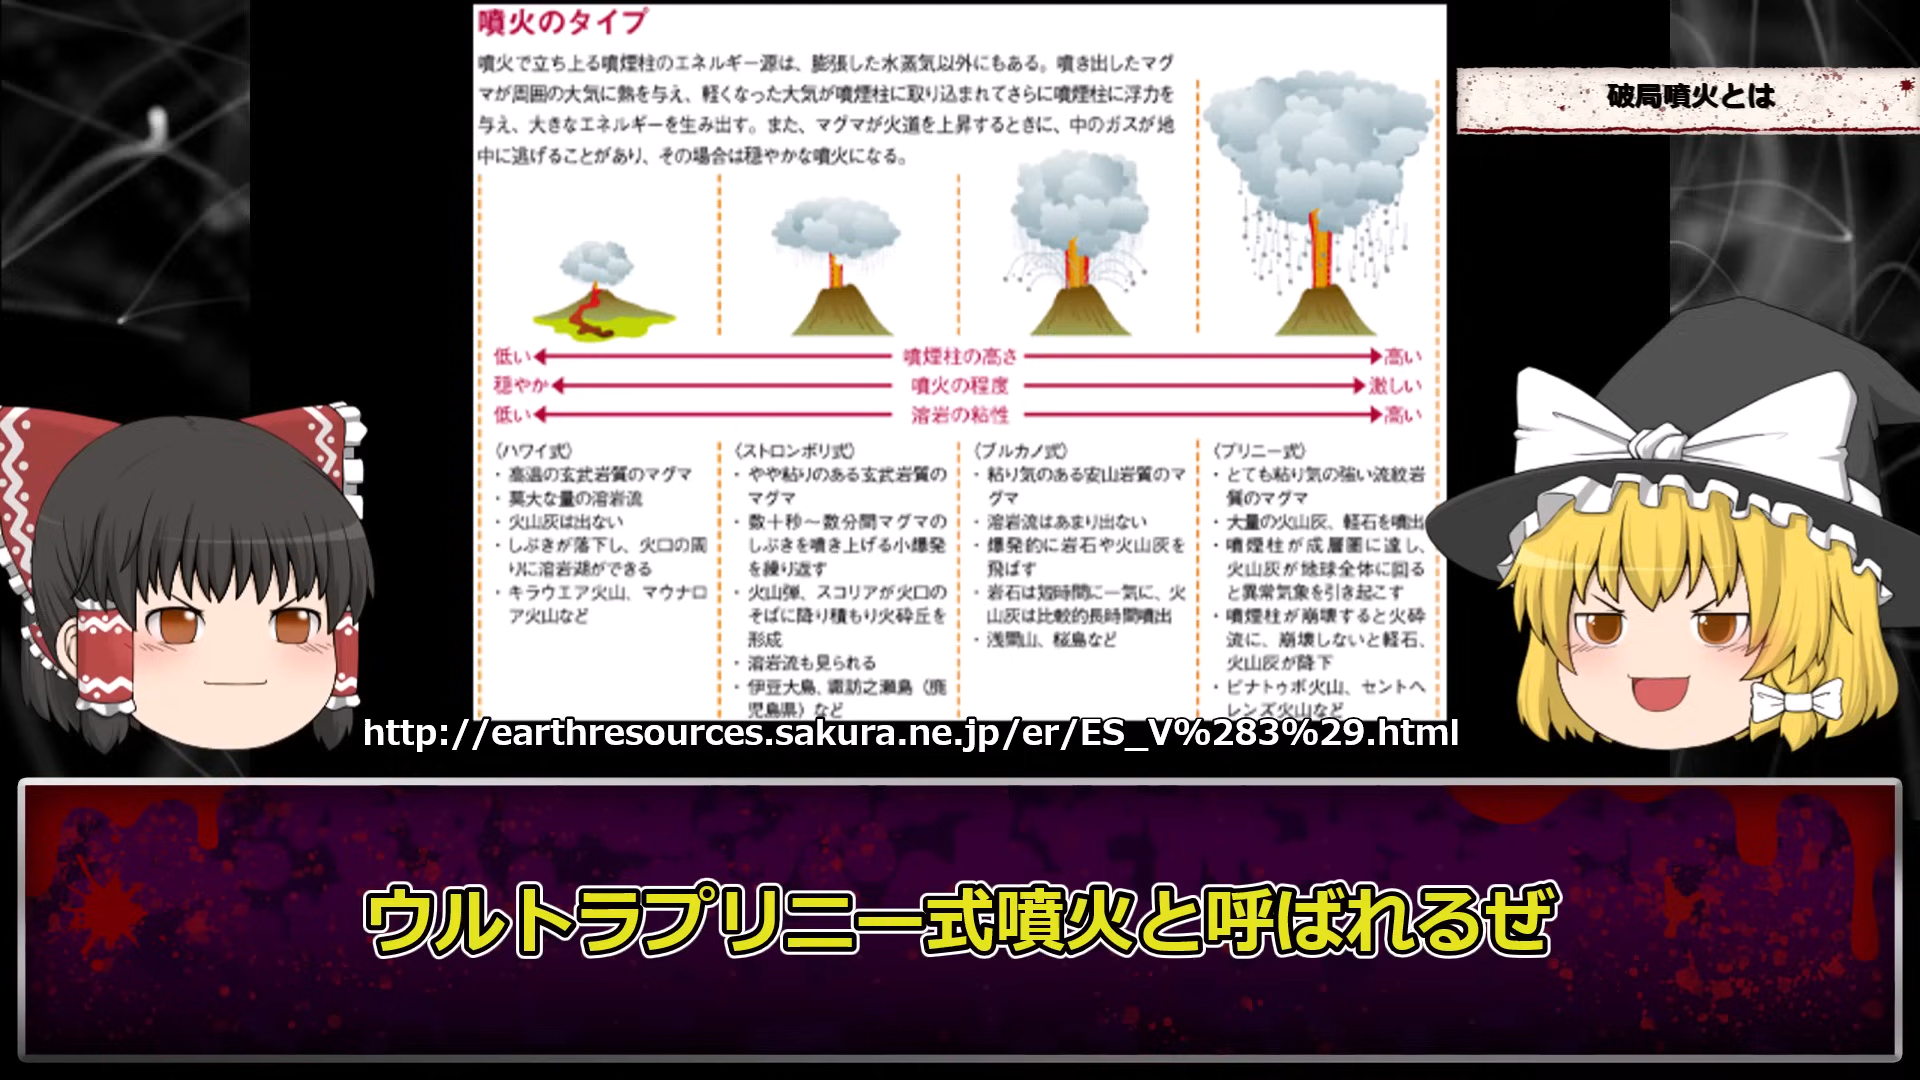 噴火のタイプ
噴火で立ち上る噴煙柱のエネルギー源は、膨張した水蒸気以外にもある。噴き出したマグ
マが周囲の大気に熱を与え、軽くなった大気が噴煙柱に取り込まれてさらに噴煙柱に浮力を
与え、大きなエネルギーを生み出す。また、マグマが火道を上昇するときに、中のガスが地
中に逃げることがあり、その場合は穏やかな噴火になる。
破局噴火とは
低い 噴煙柱の高さ 高い
穏やか 噴火の程度 激しい
低い 溶岩の粘性 高い
〈ハワイ式〉
・高温の玄武岩質のマグマ
・莫大な量の溶岩流
・火山灰は出ない
・しぶきが落下し、火口の周
りに溶岩湖ができる
・キラウエア火山、マウナロ
ア火山など
〈ストロンボリ式〉
・やや粘りのある玄武岩質の
マグマ
・数十秒〜数分間マグマの
しぶきを噴き上げる小爆発
を繰り返す
・火山弾、スコリアが火口の
そばに降り積もり火砕丘を
形成
・溶岩流も見られる
・伊豆大島、諏訪之瀬島（鹿
児島県）など
〈ブルカノ式〉
・粘り気のある安山岩質のマ
グマ
・溶岩流はあまり出ない
・爆発的に岩石や火山灰を
飛ばす
・岩石は短時間に一気に、火
山灰は比較的長時間噴出
・浅間山、桜島など
〈プリニー式〉
・とても粘り気の強い流紋岩
質のマグマ
・大量の火山灰、軽石を噴出
・噴煙柱が成層圏に達し、
火山灰が地球全体に回る
と異常気象を引き起こす
・噴煙柱が崩壊すると火砕
流に、崩壊しないと軽石、
火山灰が降下
・ピナトゥボ火山、セントヘ
レンズ火山など
http://earthresources.sakura.ne.jp/er/ES_V%283%29.html
ウルトラプリニー式噴火と呼ばれるぜ